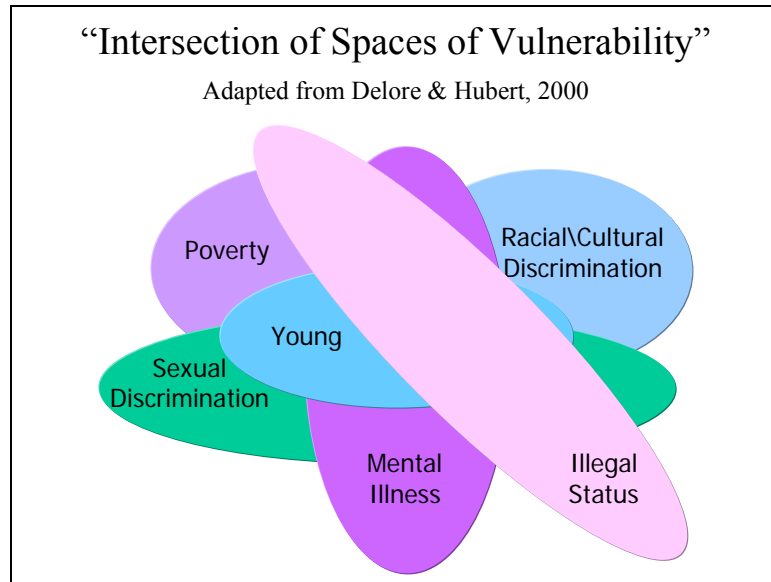 “Intersection of Spaces of Vulnerability”
Adapted from Delore & Hubert, 2000
Poverty
Racial\Cultural
Discrimination
Young
Sexual
Discrimination
Mental
Illness
Illegal
Status